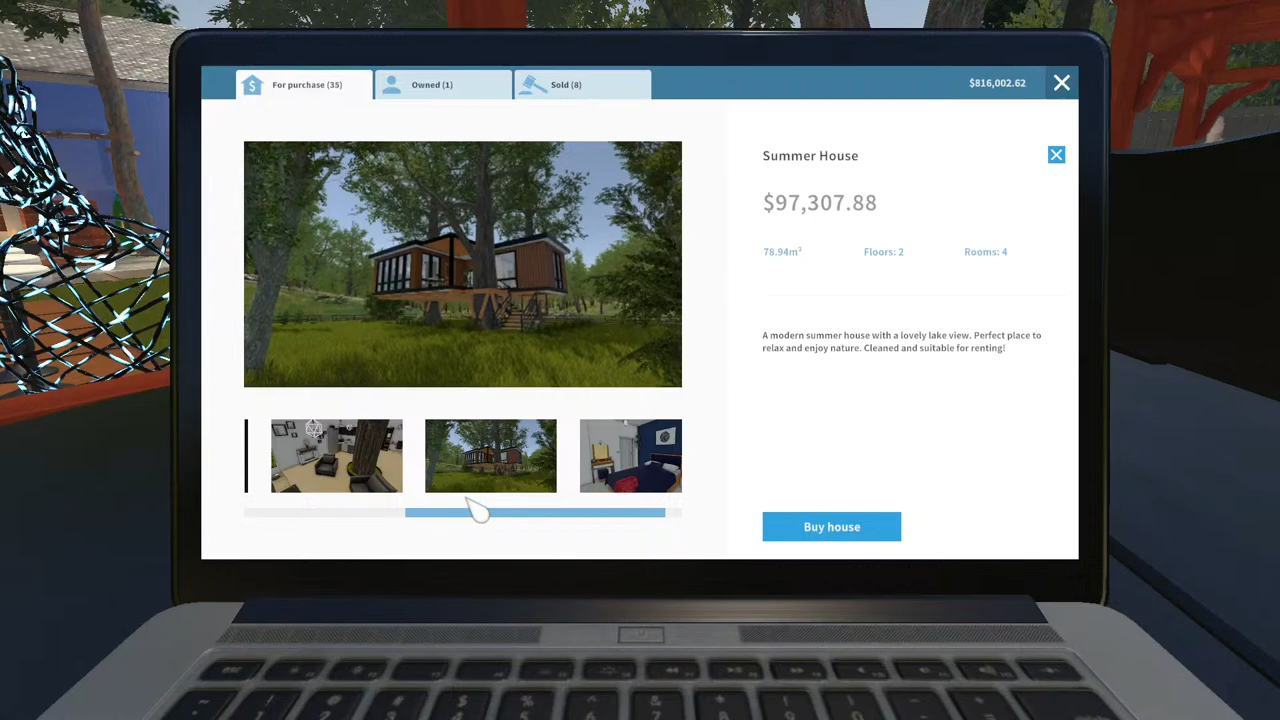 For purchase (35)
Owned (1)
Sold (8)
$816,002.62
Summer House
$97,307.88
78.94m²
Floors: 2
Rooms: 4
A modern summer house with a lovely lake view. Perfect place to
relax and enjoy nature. Cleaned and suitable for renting!
Buy house
esc